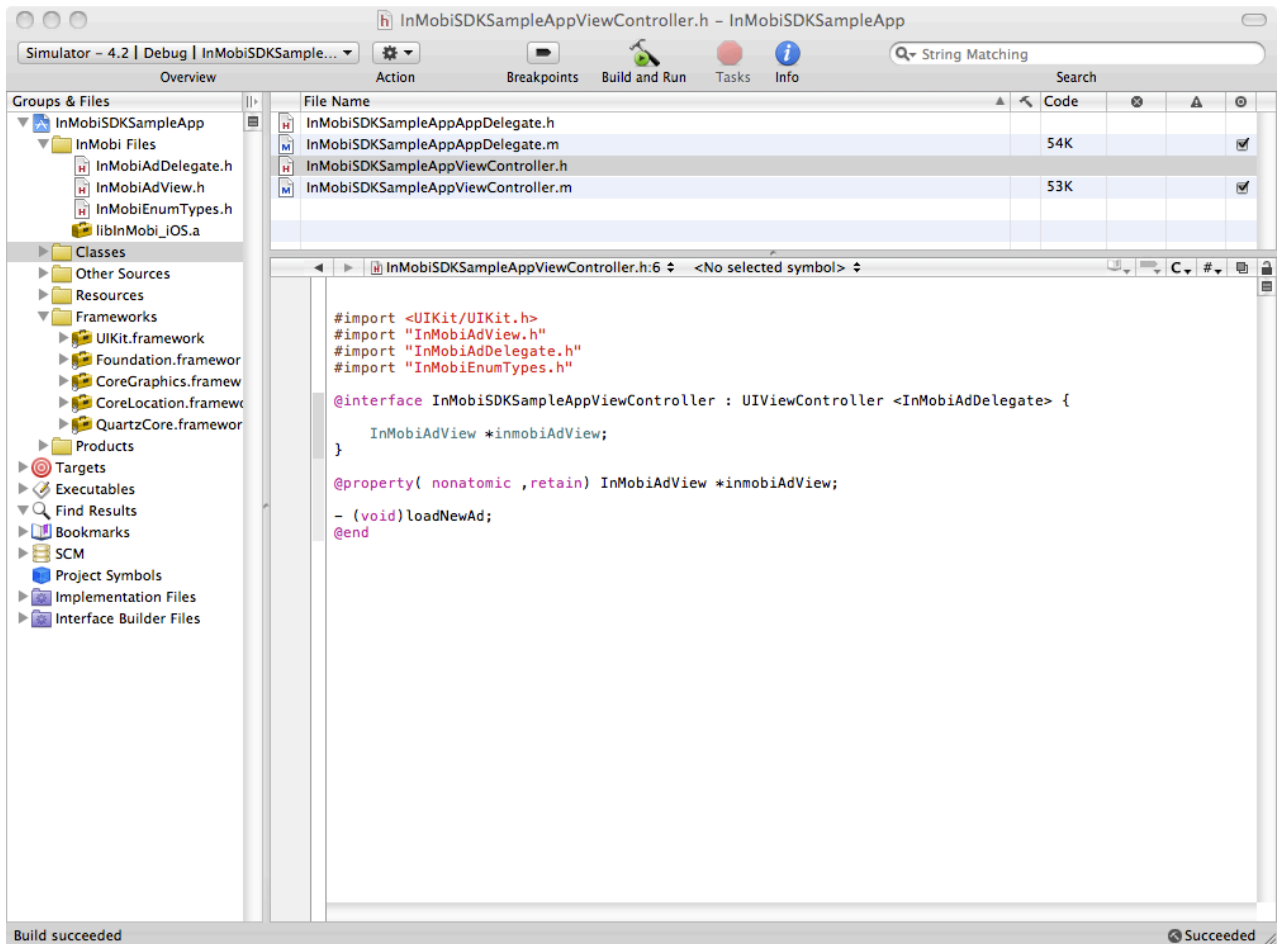 InMobiSDKSampleAppViewController.h – InMobiSDKSampleApp
Simulator – 4.2 | Debug | InMobiSDKSample...
String Matching
Overview
Action
Breakpoints
Build and Run
Tasks
Info
Search
Groups & Files
InMobiSDKSampleApp
InMobi Files
InMobiAdDelegate.h
InMobiAdView.h
InMobiEnumTypes.h
libInMobi_iOS.a
Classes
Other Sources
Resources
Frameworks
UIKit.framework
Foundation.framewor
CoreGraphics.framew
CoreLocation.framewo
QuartzCore.framewor
Products
Targets
Executables
Find Results
Bookmarks
SCM
Project Symbols
Implementation Files
Interface Builder Files
File Name Code
InMobiSDKSampleAppAppDelegate.h
InMobiSDKSampleAppAppDelegate.m 54K
InMobiSDKSampleAppViewController.h
InMobiSDKSampleAppViewController.m 53K
InMobiSDKSampleAppViewController.h:6 <No selected symbol> C #
#import <UIKit/UIKit.h>
#import "InMobiAdView.h"
#import "InMobiAdDelegate.h"
#import "InMobiEnumTypes.h"
@interface InMobiSDKSampleAppViewController : UIViewController <InMobiAdDelegate> {
InMobiAdView *inmobiAdView;
}
@property( nonatomic ,retain) InMobiAdView *inmobiAdView;
- (void)loadNewAd;
@end
Build succeeded
Succeeded